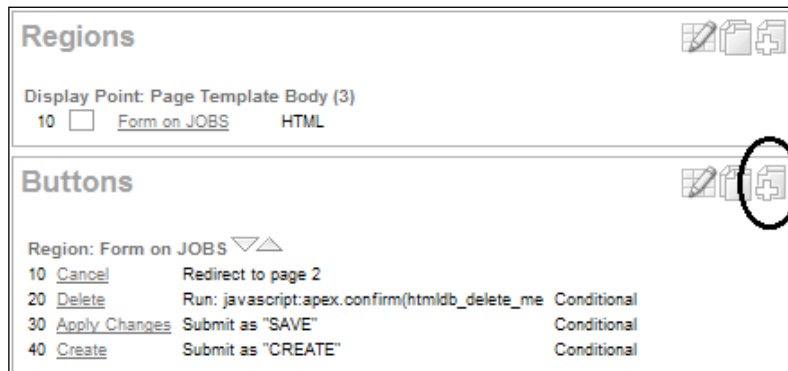 Regions
Display Point: Page Template Body (3)
10 Form on JOBS HTML
Buttons
Region: Form on JOBS
10 Cancel Redirect to page 2
20 Delete Run: javascript:apex.confirm(htmldb_delete_me Conditional
30 Apply Changes Submit as "SAVE" Conditional
40 Create Submit as "CREATE" Conditional